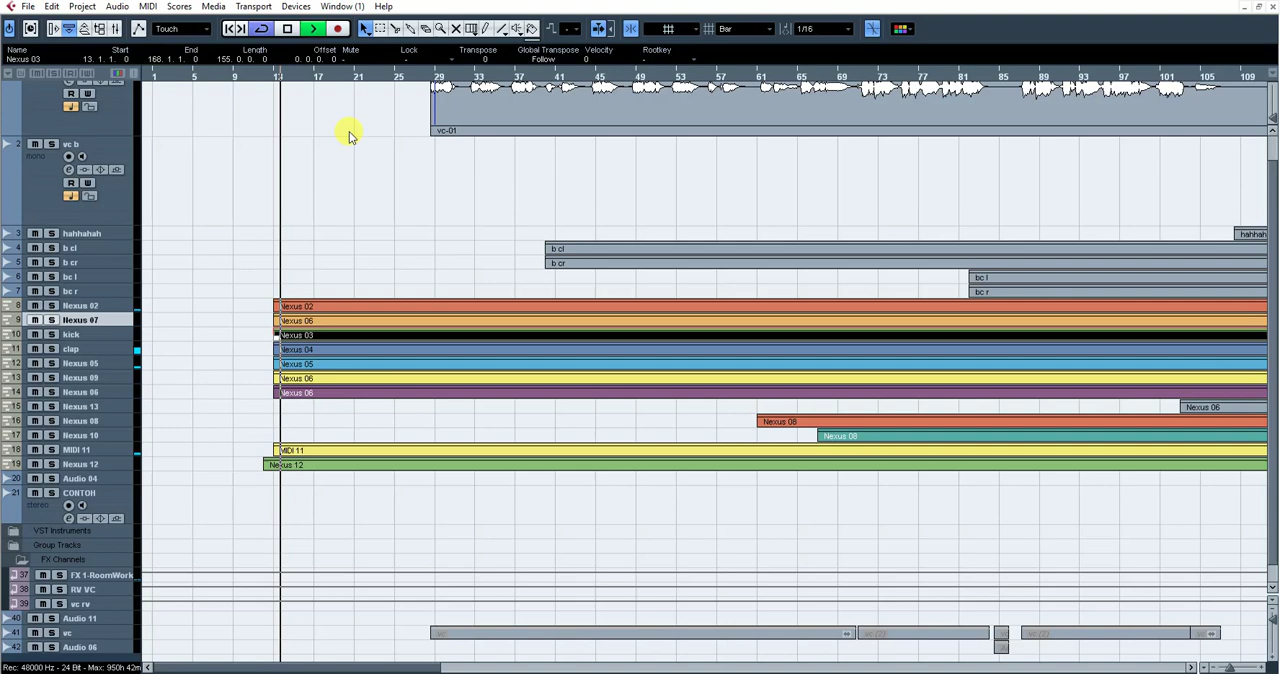 File Edit Project Audio MIDI Scores Media Transport Devices Window (1) Help
Touch Bar 1/16
Name Start End Length Offset Mute Lock Transpose Global Transpose Velocity Rootkey
Nexus 03 13. 1. 1. 0 168. 1. 1. 0 155. 0. 0. 0 0. 0. 0. 0 - - 0 Follow 0 -
1 5 9 13 17 21 25 29 33 37 41 45 49 53 57 61 65 69 73 77 81 85 89 93 97 101 105 109
R W
vc-01
2 m S vc b
mono
e
R W
3 m S hahhahah hahhah
4 m S b cl b cl
5 m S b cr b cr
6 m S bc l bc l
7 m S bc r bc r
8 m S Nexus 02 Nexus 02
9 m S Nexus 07 Nexus 06
10 m S kick Nexus 03
11 m S clap Nexus 04
12 m S Nexus 05 Nexus 05
13 m S Nexus 09 Nexus 06
14 m S Nexus 06 Nexus 06
15 m S Nexus 13 Nexus 06
16 m S Nexus 08 Nexus 08
17 m S Nexus 10 Nexus 08
18 m S MIDI 11 MIDI 11
19 m S Nexus 12 Nexus 12
20 m S Audio 04
21 m S CONTOH
stereo
e
VST Instruments
Group Tracks
FX Channels
37 m S FX 1-RoomWork
38 m S RV VC
39 m S vc rv
40 m S Audio 11
41 m S vc vc vc (2) vc vc (2) vc
42 m S Audio 06 A
Rec: 48000 Hz - 24 Bit - Max: 950h 42m